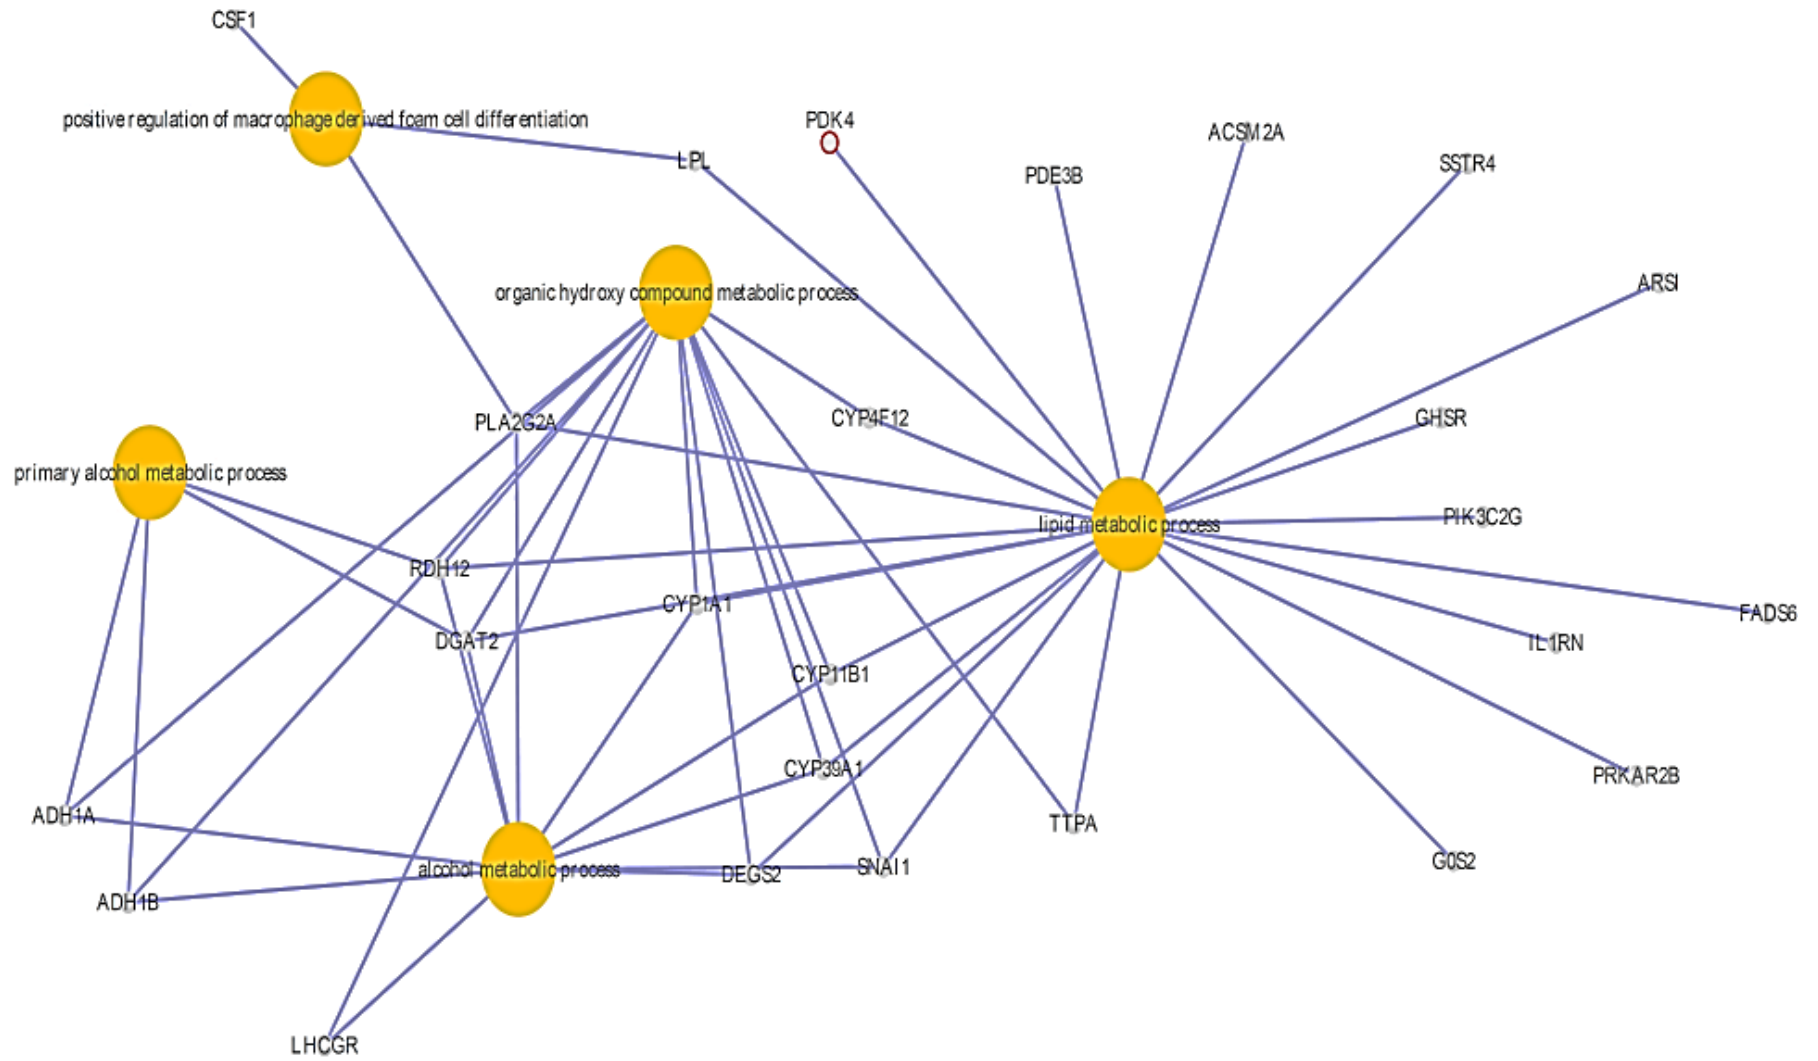 CSF1
positive regulation of macrophage derived foam cell differentiation
PDK4
ACSM2A
LPL
SSTR4
PDE3B
ARSI
organic hydroxy compound metabolic process
PLA2G2A
CYP4F12
GHSR
primary alcohol metabolic process
PIK3C2G
lipid metabolic process
RDH12
CYP1A1
FADS6
DGAT2
IL1RN
CYP11B1
CYP39A1
PRKAR2B
ADH1A
TTPA
G0S2
alcohol metabolic process
DEGS2
SNAI1
ADH1B
LHCGR